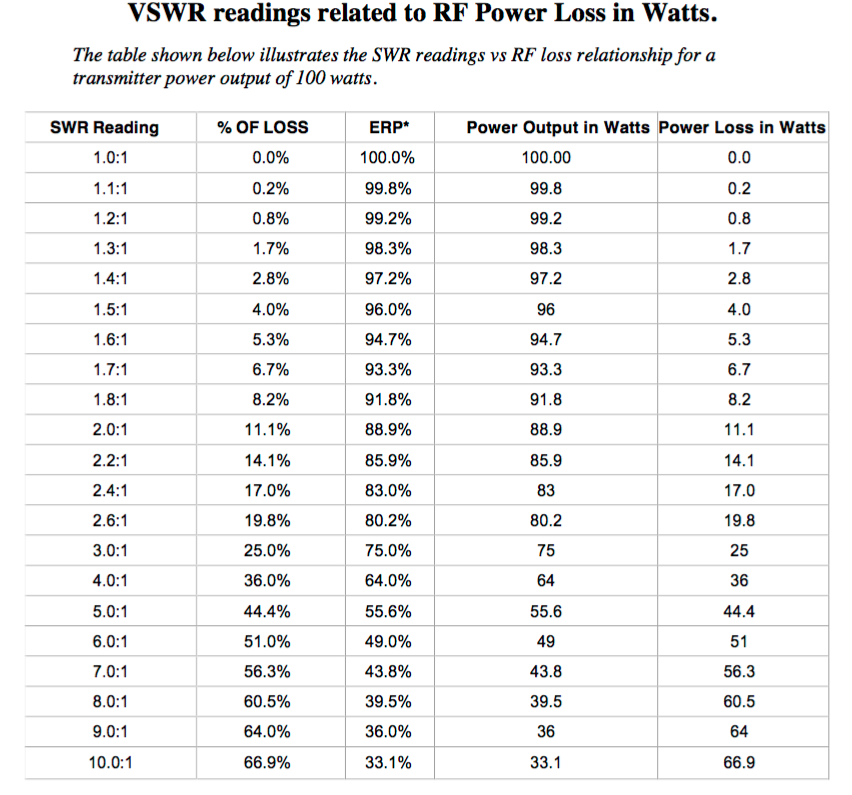 VSWR readings related to RF Power Loss in Watts.
The table shown below illustrates the SWR readings vs RF loss relationship for a
transmitter power output of 100 watts.
SWR Reading % OF LOSS ERP* Power Output in Watts Power Loss in Watts
1.0:1 0.0% 100.0% 100.00 0.0
1.1:1 0.2% 99.8% 99.8 0.2
1.2:1 0.8% 99.2% 99.2 0.8
1.3:1 1.7% 98.3% 98.3 1.7
1.4:1 2.8% 97.2% 97.2 2.8
1.5:1 4.0% 96.0% 96 4.0
1.6:1 5.3% 94.7% 94.7 5.3
1.7:1 6.7% 93.3% 93.3 6.7
1.8:1 8.2% 91.8% 91.8 8.2
2.0:1 11.1% 88.9% 88.9 11.1
2.2:1 14.1% 85.9% 85.9 14.1
2.4:1 17.0% 83.0% 83 17.0
2.6:1 19.8% 80.2% 80.2 19.8
3.0:1 25.0% 75.0% 75 25
4.0:1 36.0% 64.0% 64 36
5.0:1 44.4% 55.6% 55.6 44.4
6.0:1 51.0% 49.0% 49 51
7.0:1 56.3% 43.8% 43.8 56.3
8.0:1 60.5% 39.5% 39.5 60.5
9.0:1 64.0% 36.0% 36 64
10.0:1 66.9% 33.1% 33.1 66.9